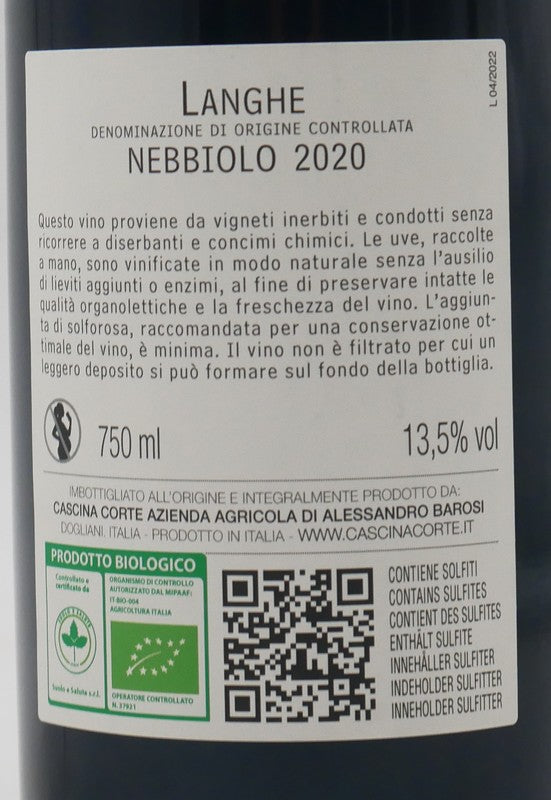 L 04/2022
LANGHE
DENOMINAZIONE DI ORIGINE CONTROLLATA
NEBBIOLO 2020
Questo vino proviene da vigneti inerbiti e condotti senza
ricorrere a diserbanti e concimi chimici. Le uve, raccolte
a mano, sono vinificate in modo naturale senza l'ausilio
di lieviti aggiunti o enzimi, al fine di preservare intatte le
qualità organolettiche e la freschezza del vino. L'aggiun-
ta di solforosa, raccomandata per una conservazione ot-
timale del vino, è minima. Il vino non è filtrato per cui un
leggero deposito si può formare sul fondo della bottiglia.
750 ml
13,5% vol
IMBOTTIGLIATO ALL'ORIGINE E INTEGRALMENTE PRODOTTO DA:
CASCINA CORTE AZIENDA AGRICOLA DI ALESSANDRO BAROSI
DOGLIANI. ITALIA - PRODOTTO IN ITALIA - WWW.CASCINACORTE.IT
PRODOTTO BIOLOGICO
Controllato e
certificato da
SUOLO E SALUTE
Suolo e Salute s.r.l.
ORGANISMO DI CONTROLLO
AUTORIZZATO DAL MIPAAF:
IT-BIO-004
AGRICOLTURA ITALIA
OPERATORE CONTROLLATO
N. 37921
CONTIENE SOLFITI
CONTAINS SULFITES
CONTIENT DES SULFITES
ENTHÄLT SULFITE
INNEHÅLLER SULFITER
INDEHOLDER SULFITTER
INNEHOLDER SULFITTER